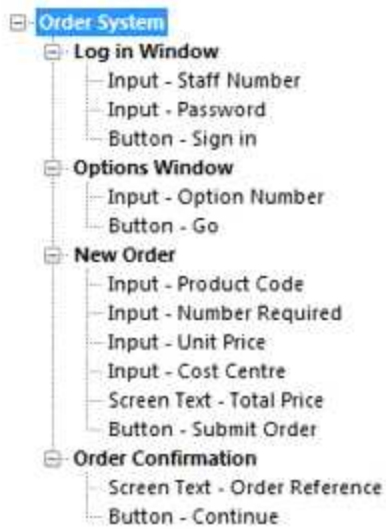 Order System
Log in Window
Input - Staff Number
Input - Password
Button - Sign in
Options Window
Input - Option Number
Button - Go
New Order
Input - Product Code
Input - Number Required
Input - Unit Price
Input - Cost Centre
Screen Text - Total Price
Button - Submit Order
Order Confirmation
Screen Text - Order Reference
Button - Continue